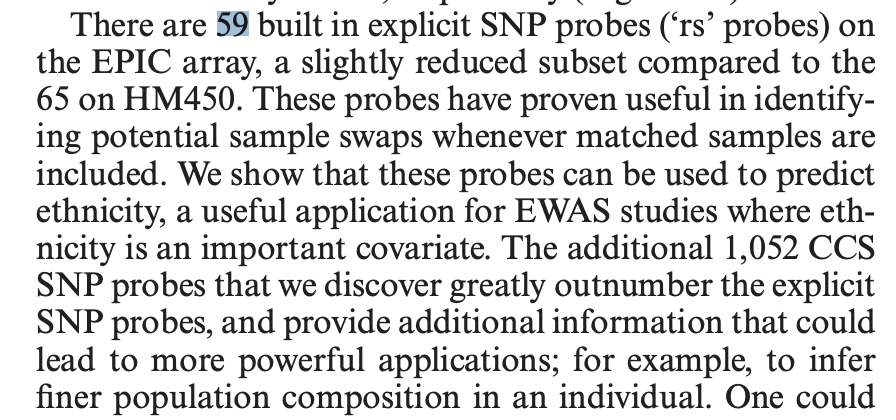 There are 59 built in explicit SNP probes (‘rs’ probes) on
the EPIC array, a slightly reduced subset compared to the
65 on HM450. These probes have proven useful in identify-
ing potential sample swaps whenever matched samples are
included. We show that these probes can be used to predict
ethnicity, a useful application for EWAS studies where eth-
nicity is an important covariate. The additional 1,052 CCS
SNP probes that we discover greatly outnumber the explicit
SNP probes, and provide additional information that could
lead to more powerful applications; for example, to infer
finer population composition in an individual. One could